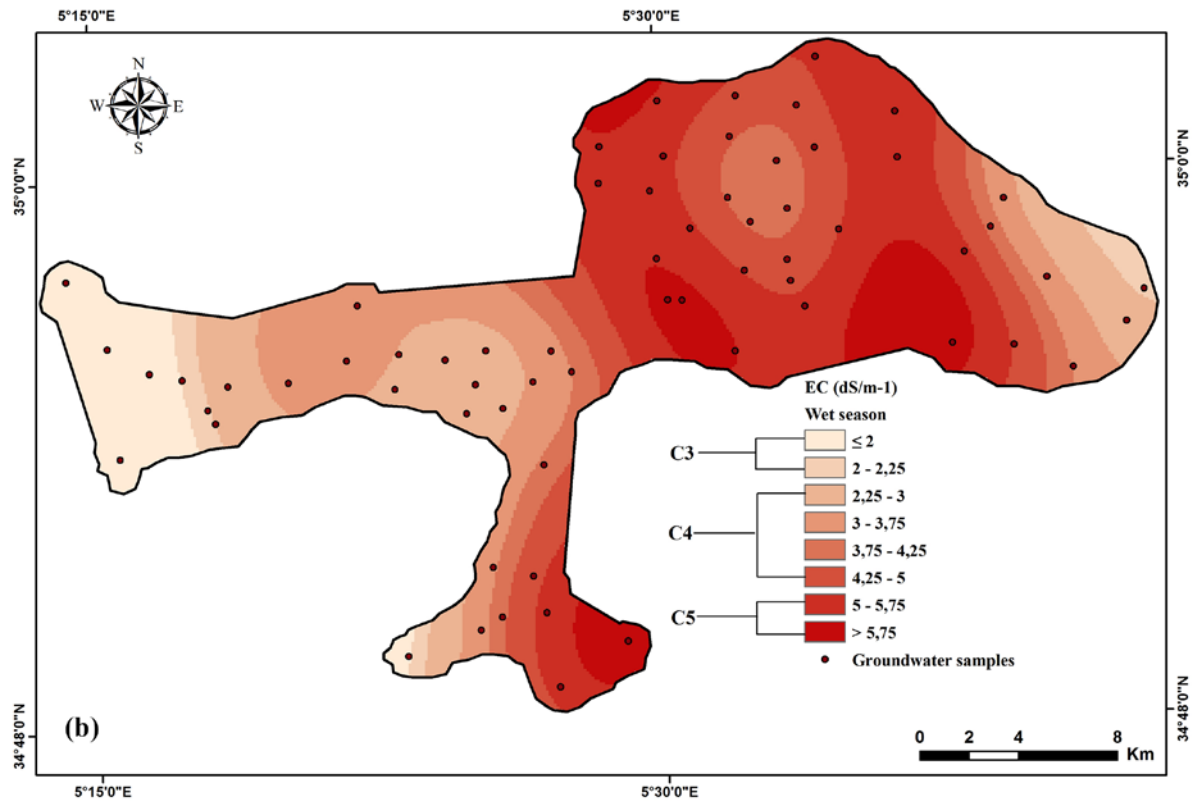 5°15'0"E
5°30'0"E
N
W
E
S
35°0'0"N
35°0'0"N
EC (dS/m-1)
Wet season
C3
≤ 2
2 - 2,25
2,25 - 3
C4
3 - 3,75
3,75 - 4,25
4,25 - 5
C5
5 - 5,75
> 5,75
Groundwater samples
34°48'0"N
34°48'0"N
(b)
0 2 4 8
Km
5°15'0"E
5°30'0"E